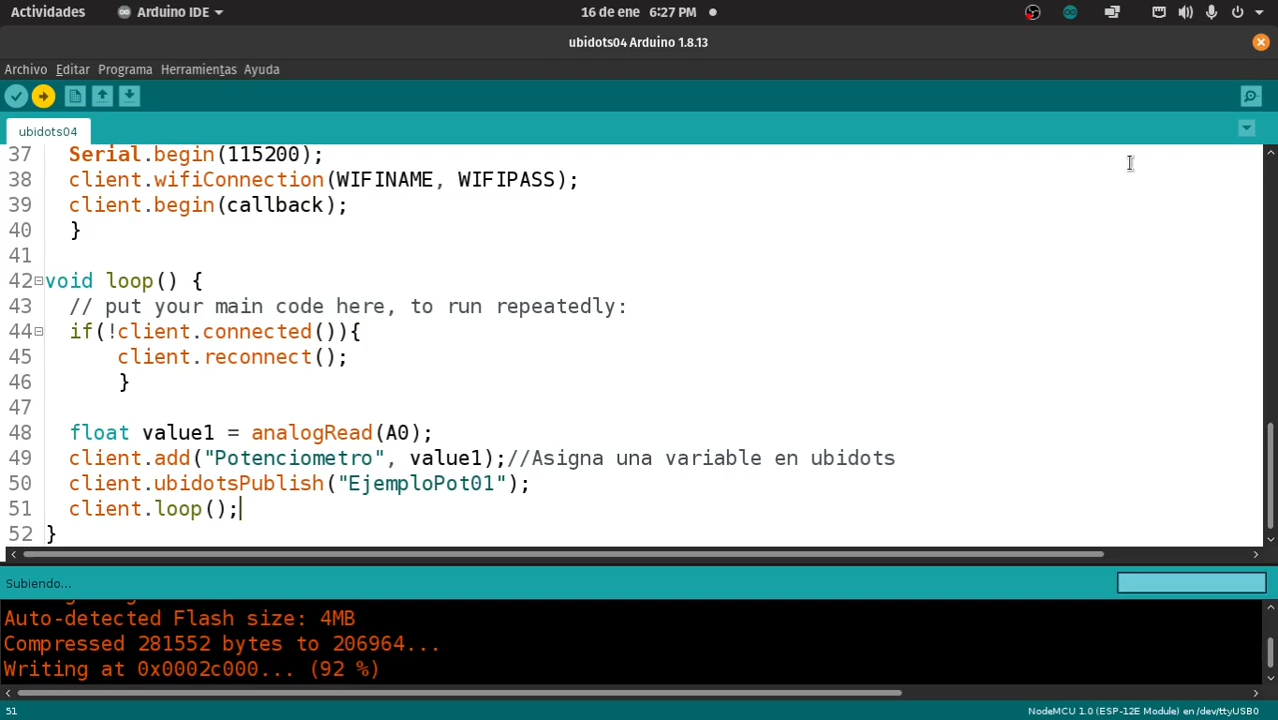 Actividades Arduino IDE 16 de ene 6:27 PM
ubidots04 Arduino 1.8.13
Archivo Editar Programa Herramientas Ayuda
ubidots04
37 Serial.begin(115200);
38 client.wifiConnection(WIFINAME, WIFIPASS);
39 client.begin(callback);
40 }
41
42 void loop() {
43 // put your main code here, to run repeatedly:
44 if(!client.connected()){
45 client.reconnect();
46 }
47
48 float value1 = analogRead(A0);
49 client.add("Potenciometro", value1);//Asigna una variable en ubidots
50 client.ubidotsPublish("EjemploPot01");
51 client.loop();
52 }
Subiendo...
Auto-detected Flash size: 4MB
Compressed 281552 bytes to 206964...
Writing at 0x0002c000... (92 %)
51 NodeMCU 1.0 (ESP-12E Module) en /dev/ttyUSB0